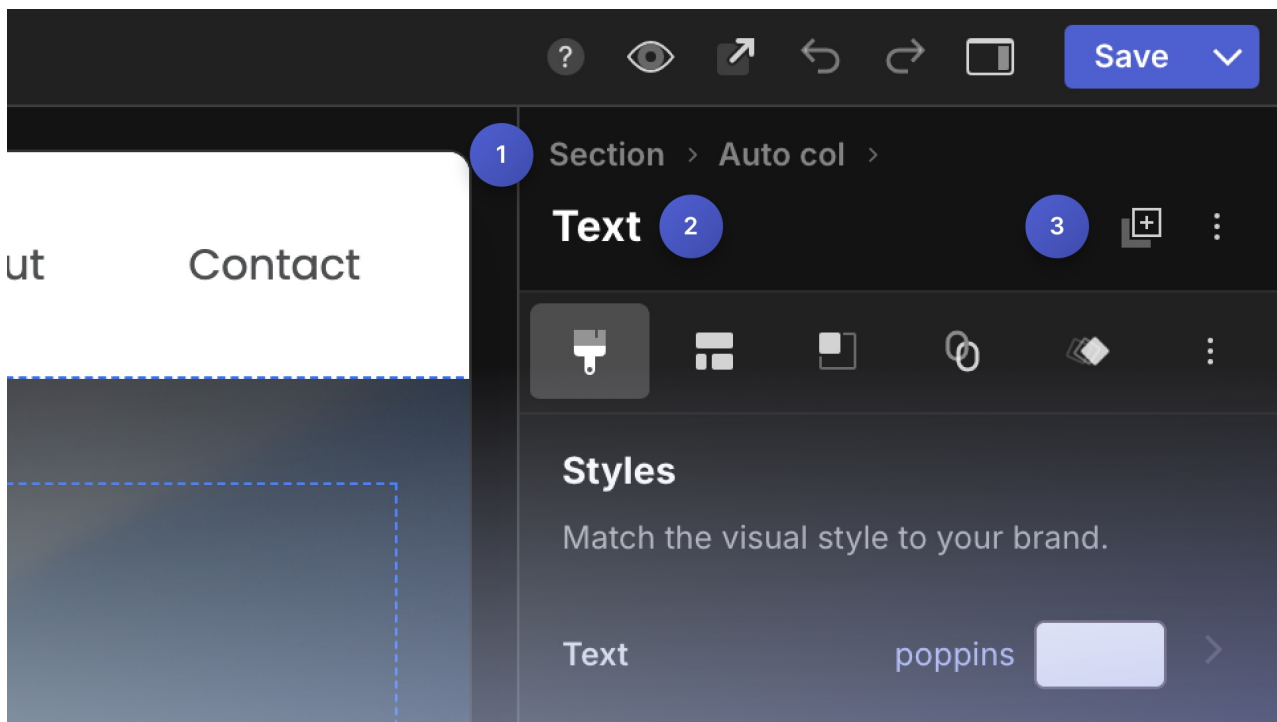 ?
Save
1
Section > Auto col >
Text
2
3
ut
Contact
Styles
Match the visual style to your brand.
Text
poppins